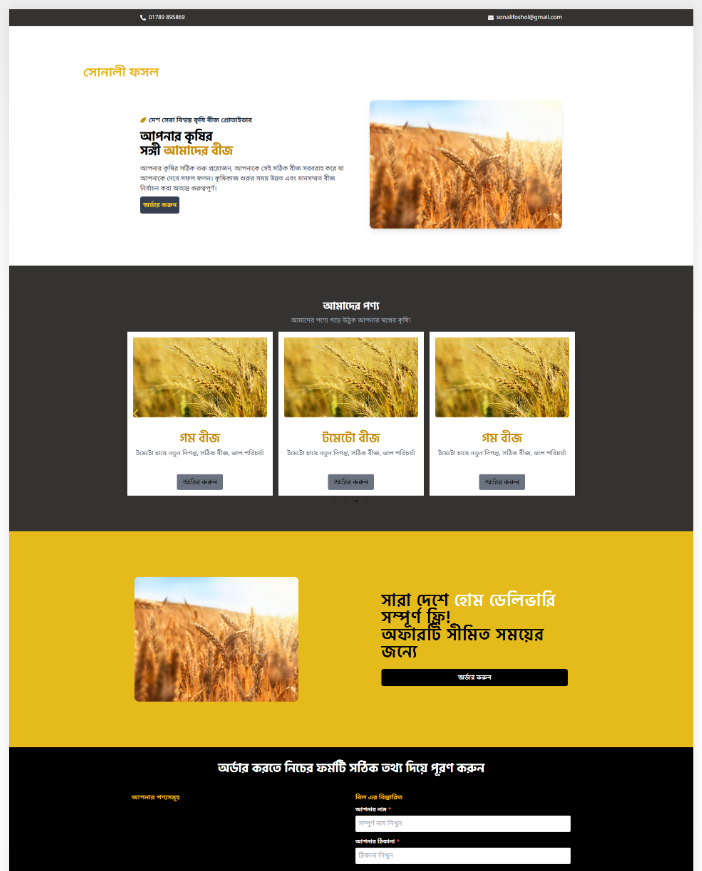 01789 895869
sonalifoshol@gmail.com
সোনালী ফসল
দেশ সেরা বিশ্বস্ত কৃষি বীজ প্রোভাইডার
আপনার কৃষির
সঙ্গী আমাদের বীজ
আপনার কৃষির সঠিক শুরু প্রয়োজন, আপনাকে সেই সঠিক বীজ সরবরাহ করে যা
আপনাকে দেবে সফল ফলন। কৃষিকাজ শুরুর সময় উন্নত এবং মানসম্মত বীজ
নির্বাচন করা অত্যন্ত গুরুত্বপূর্ণ।
অর্ডার করুন
আমাদের পণ্য
আমাদের পণ্যে গড়ে উঠুক আপনার স্বপ্নের কৃষি!
গম বীজ
টমেটো চাষে নতুন দিগন্ত, সঠিক বীজ, ভাল পরিচর্যা
অর্ডার করুন
টমেটো বীজ
টমেটো চাষে নতুন দিগন্ত, সঠিক বীজ, ভাল পরিচর্যা
অর্ডার করুন
গম বীজ
টমেটো চাষে নতুন দিগন্ত, সঠিক বীজ, ভাল পরিচর্যা
অর্ডার করুন
সারা দেশে হোম ডেলিভারি
সম্পূর্ণ ফ্রি!
অফারটি সীমিত সময়ের
জন্যে
অর্ডার করুন
অর্ডার করতে নিচের ফর্মটি সঠিক তথ্য দিয়ে পূরণ করুন
আপনার পণ্যসমূহ
বিল এর বিস্তারিত
আপনার নাম *
সম্পূর্ণ নাম লিখুন
আপনার ঠিকানা *
ঠিকানা লিখুন